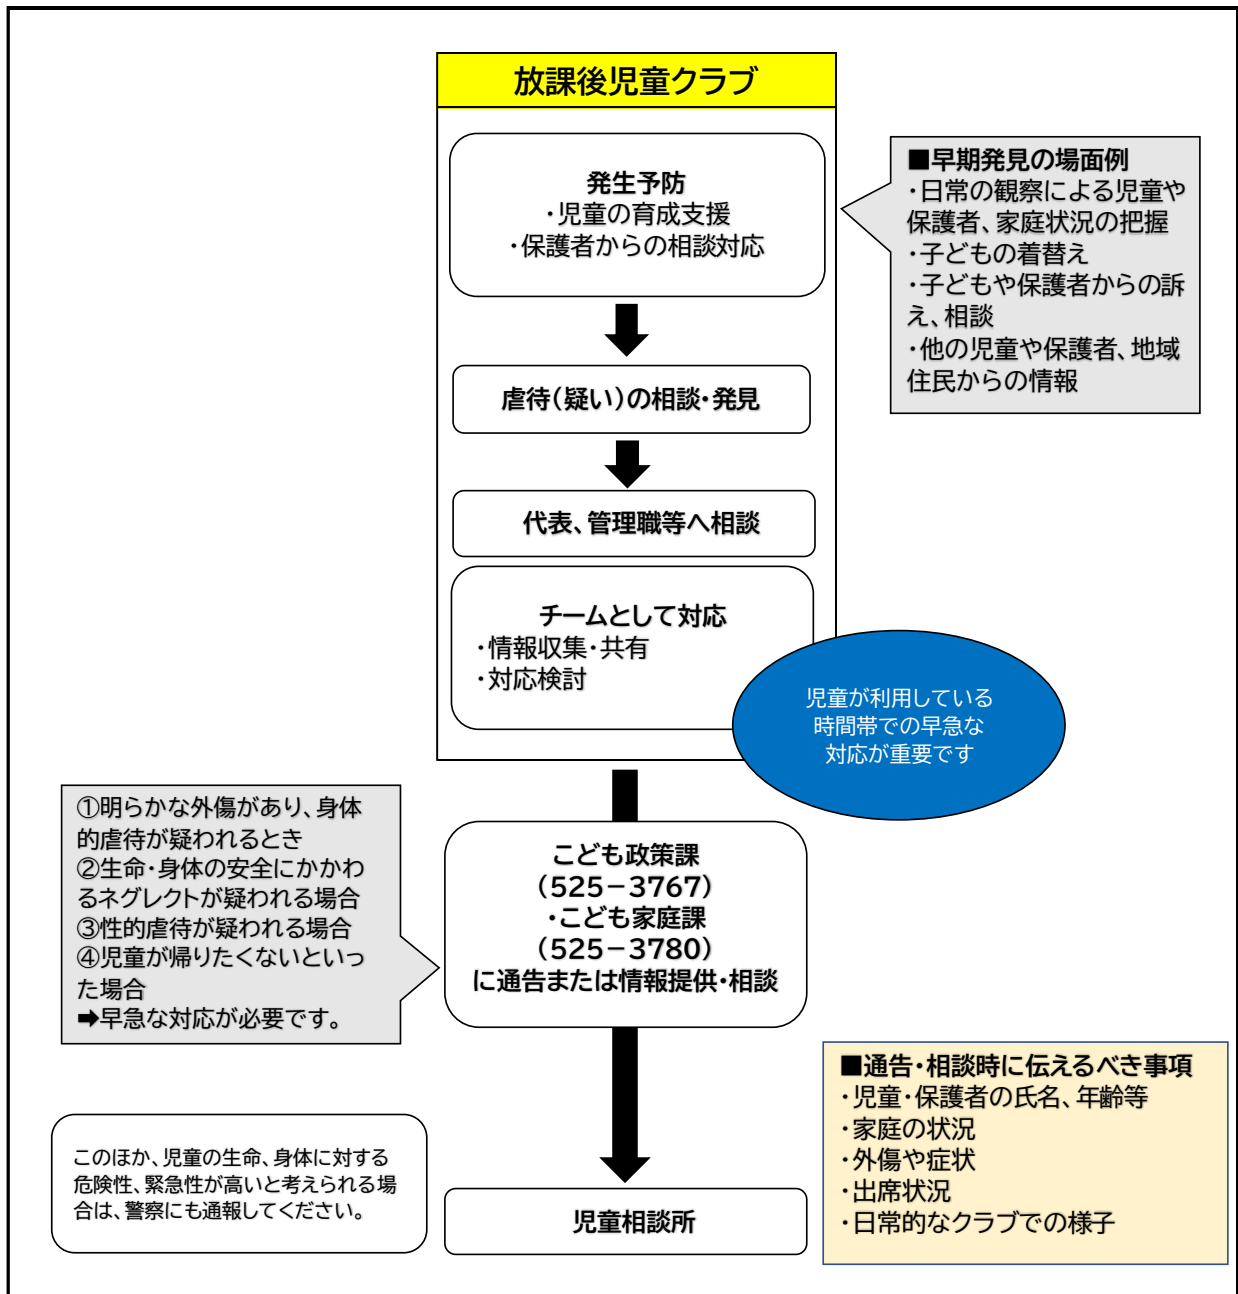 放課後児童クラブ
発生予防
・児童の育成支援
・保護者からの相談対応
■早期発見の場面例
・日常の観察による児童や
保護者、家庭状況の把握
・子どもの着替え
・子どもや保護者からの訴
え、相談
・他の児童や保護者、地域
住民からの情報
虐待(疑い)の相談・発見
代表、管理職等へ相談
チームとして対応
・情報収集・共有
・対応検討
児童が利用している
時間帯での早急な
対応が重要です
①明らかな外傷があり、身体
的虐待が疑われるとき
②生命・身体の安全にかかわ
るネグレクトが疑われる場合
③性的虐待が疑われる場合
④児童が帰りたくないといっ
た場合
➡早急な対応が必要です。
こども政策課
(525-3767)
・こども家庭課
(525-3780)
に通告または情報提供・相談
■通告・相談時に伝えるべき事項
・児童・保護者の氏名、年齢等
・家庭の状況
・外傷や症状
・出席状況
・日常的なクラブでの様子
このほか、児童の生命、身体に対する
危険性、緊急性が高いと考えられる場
合は、警察にも通報してください。
児童相談所